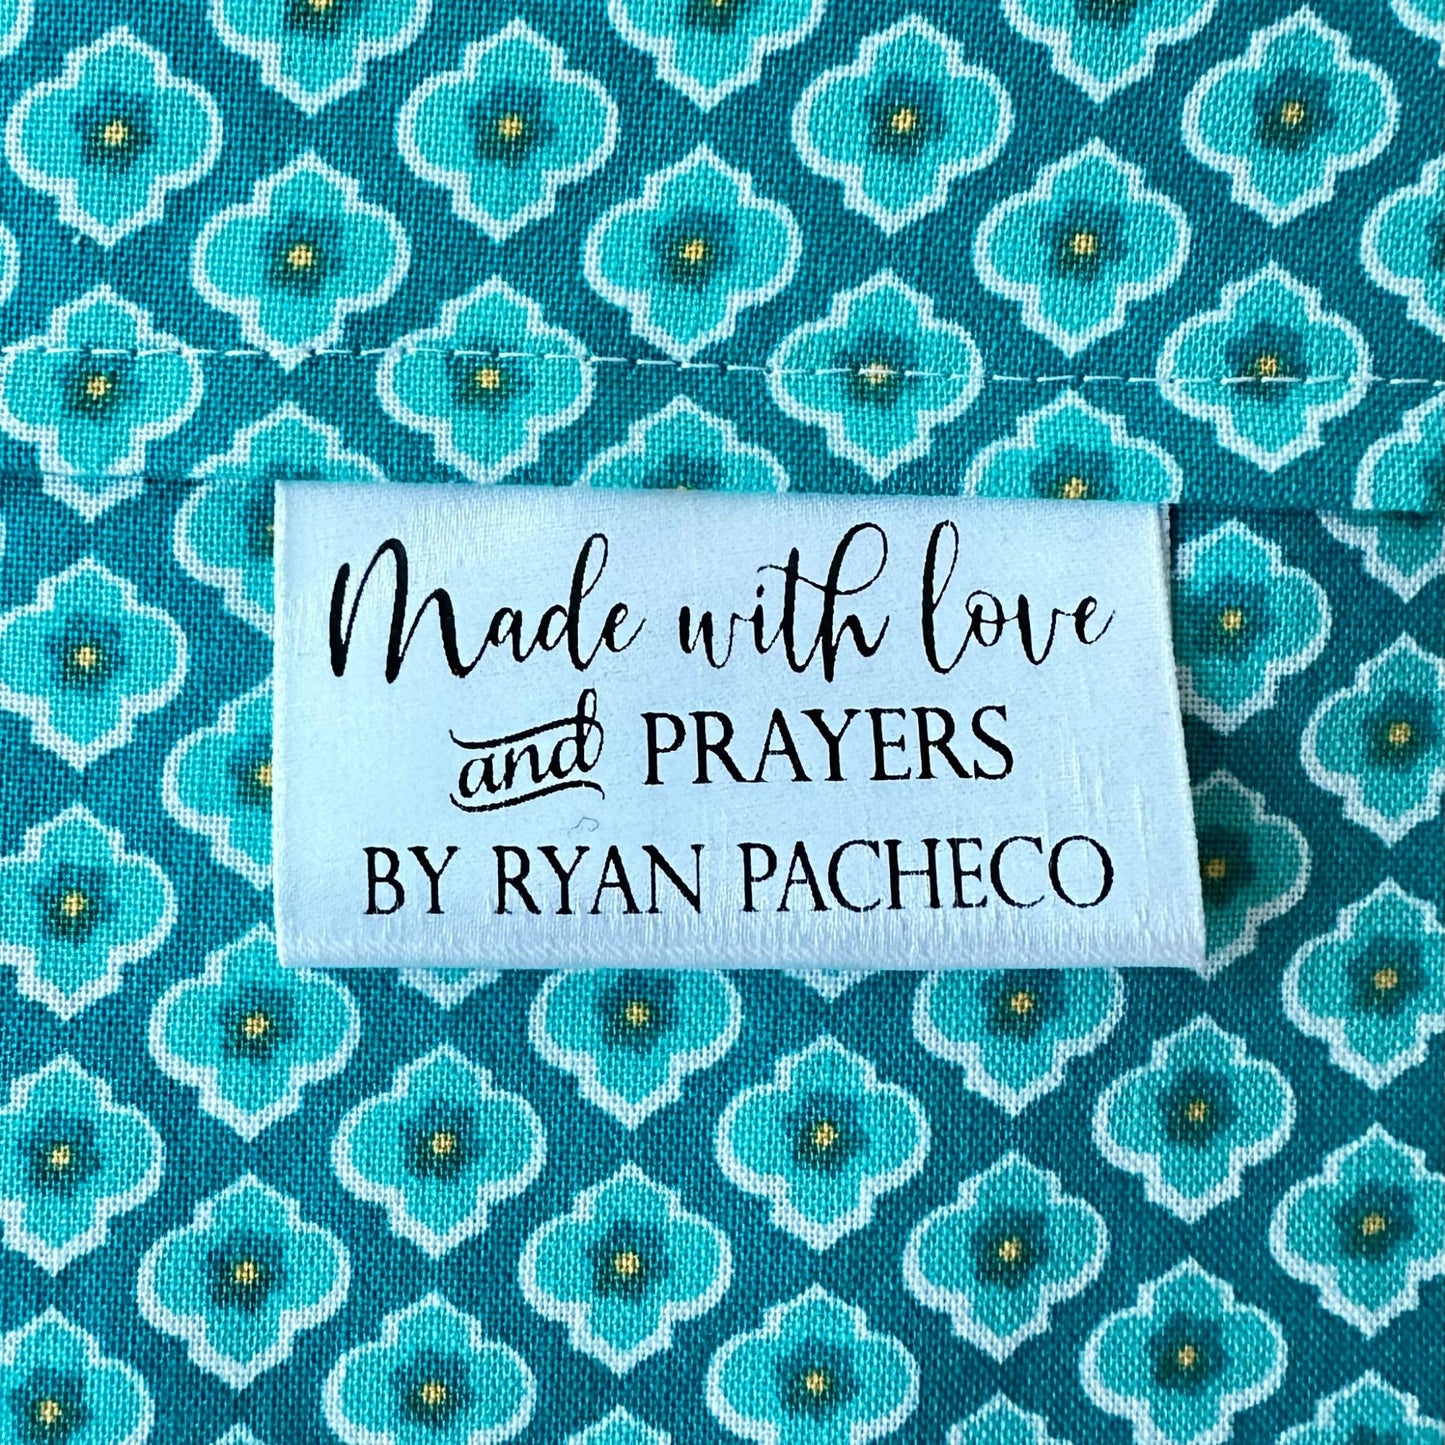 Made with love
and PRAYERS
BY RYAN PACHECO